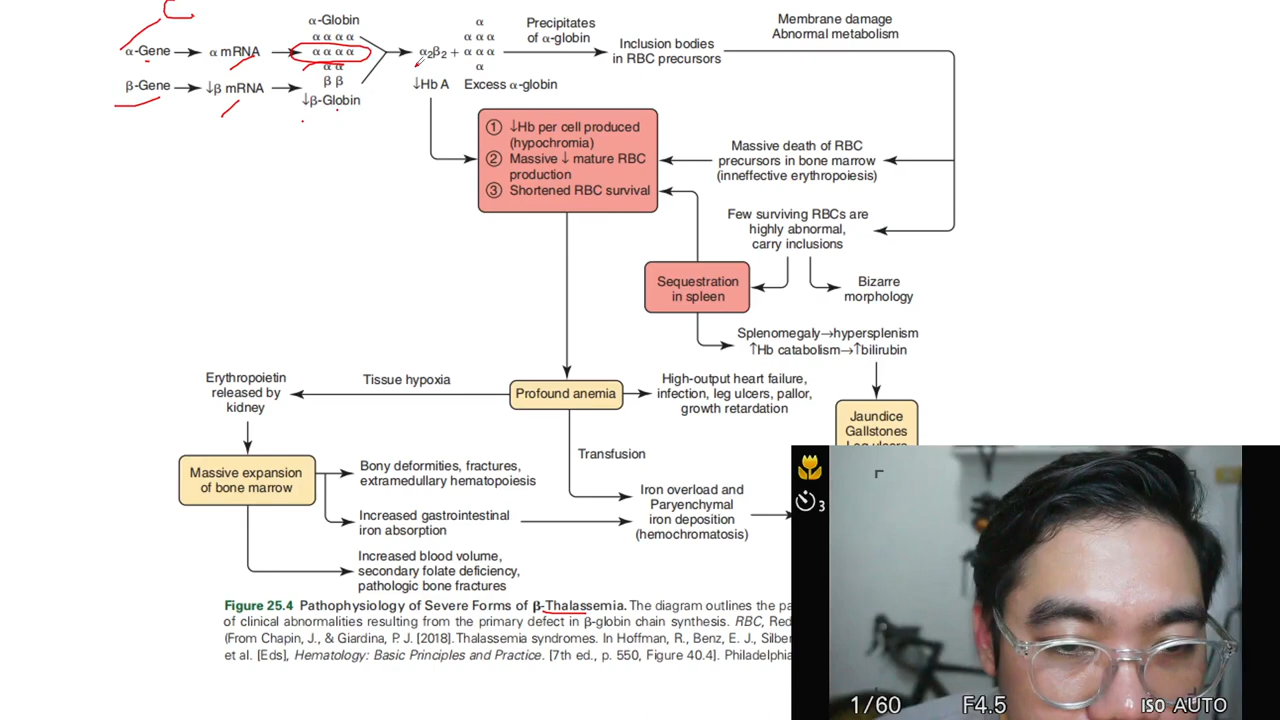 α-Globin
α α α α
α-Gene
α mRNA
α α α α
α α
β-Gene
↓β mRNA
β β
↓β-Globin
α₂β₂ +
α
α α α
α α α
α
↓Hb A
Excess α-globin
Precipitates
of α-globin
Inclusion bodies
in RBC precursors
Membrane damage
Abnormal metabolism
① ↓Hb per cell produced
(hypochromia)
② Massive ↓ mature RBC
production
③ Shortened RBC survival
Massive death of RBC
precursors in bone marrow
(inneffective erythropoiesis)
Few surviving RBCs are
highly abnormal,
carry inclusions
Sequestration
in spleen
Bizarre
morphology
Splenomegaly→hypersplenism
↑Hb catabolism→↑bilirubin
Erythropoietin
released by
kidney
Tissue hypoxia
Profound anemia
High-output heart failure,
infection, leg ulcers, pallor,
growth retardation
Jaundice
Gallstones
Leg ulcers
Transfusion
Massive expansion
of bone marrow
Bony deformities, fractures,
extramedullary hematopoiesis
Increased gastrointestinal
iron absorption
Iron overload and
Paryenchymal
iron deposition
(hemochromatosis)
Increased blood volume,
secondary folate deficiency,
pathologic bone fractures
Figure 25.4 Pathophysiology of Severe Forms of β-Thalassemia. The diagram outlines the
of clinical abnormalities resulting from the primary defect in β-globin chain synthesis. RBC, Red
(From Chapin, J., & Giardina, P. J. [2018]. Thalassemia syndromes. In Hoffman, R., Benz, E. J.,
et al. [Eds], Hematology: Basic Principles and Practice. [7th ed., p. 550, Figure 40.4]. Philadelphia
3
1/60
F4.5
ISO AUTO